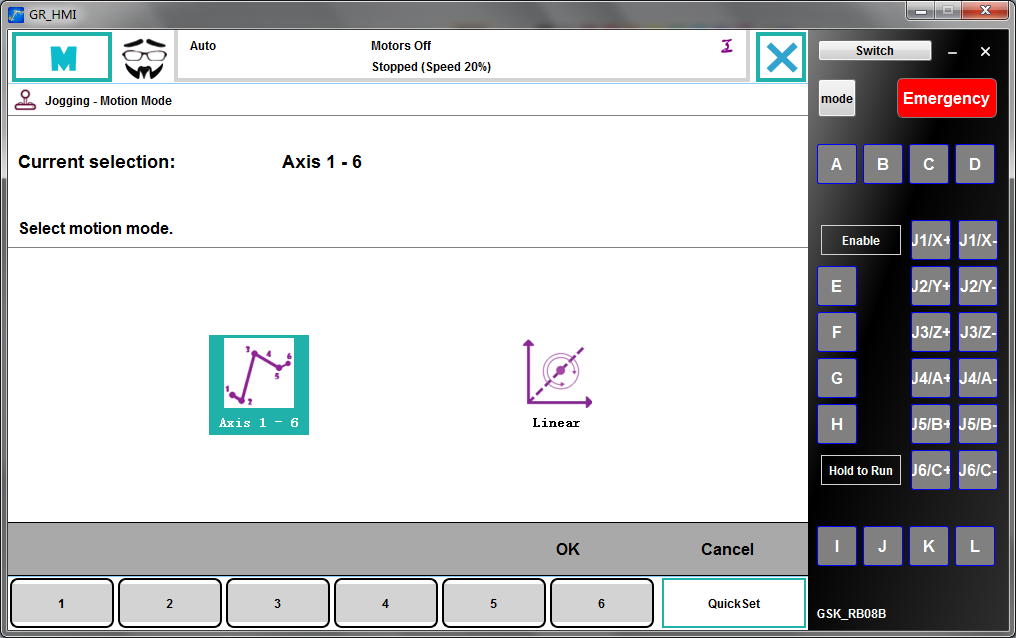 GR_HMI
M
Auto
Motors Off
Stopped (Speed 20%)
Jogging - Motion Mode
Current selection:
Axis 1 - 6
Select motion mode.
1 2 3 4 5 6
Axis 1 - 6
Linear
OK
Cancel
1
2
3
4
5
6
QuickSet
Switch
mode
Emergency
A
B
C
D
Enable
J1/X+
J1/X-
E
J2/Y+
J2/Y-
F
J3/Z+
J3/Z-
G
J4/A+
J4/A-
H
J5/B+
J5/B-
Hold to Run
J6/C+
J6/C-
I
J
K
L
GSK_RB08B